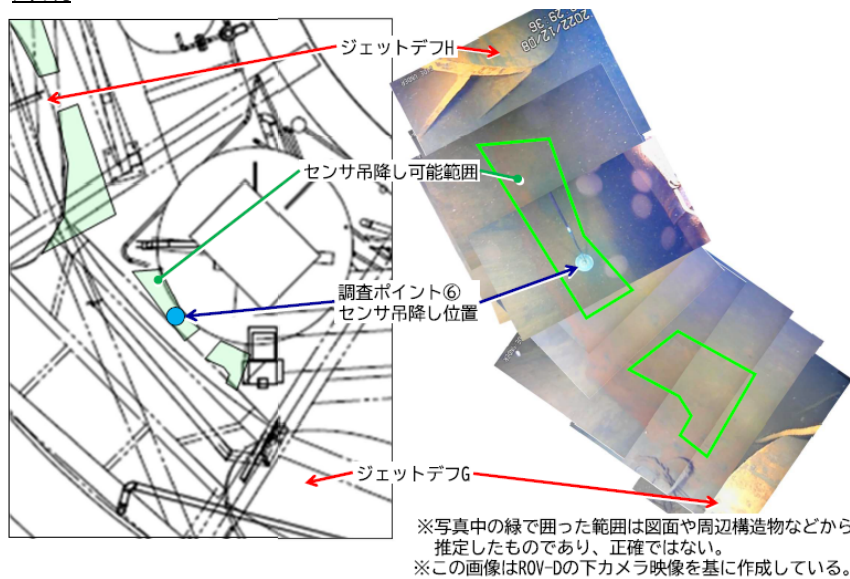 ジェットデフH
センサ吊降し可能範囲
調査ポイント⑥
センサ吊降し位置
ジェットデフG
※写真中の緑で囲った範囲は図面や周辺構造物などから
推定したものであり、正確ではない。
※この画像はROV-Dの下カメラ映像を基に作成している。
2022/12/08
29 36